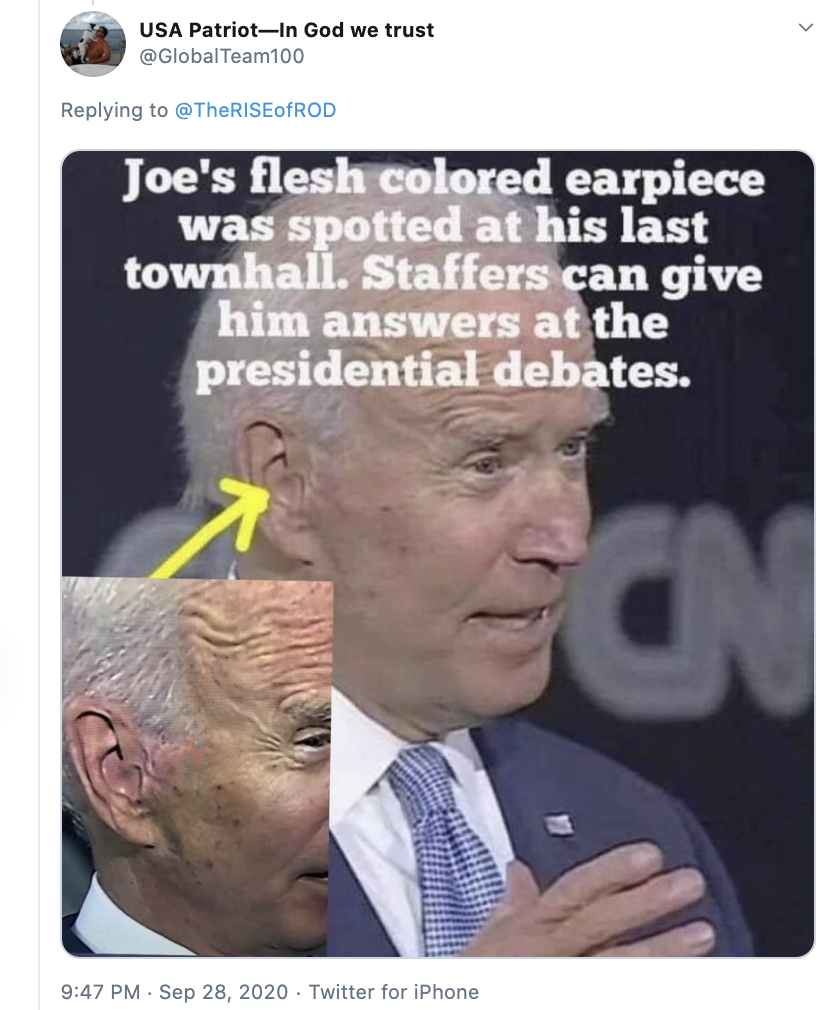 USA Patriot—In God we trust
@GlobalTeam100
Replying to @TheRISEofROD
Joe's flesh colored earpiece
was spotted at his last
townhall. Staffers can give
him answers at the
presidential debates.
CN
9:47 PM · Sep 28, 2020 · Twitter for iPhone